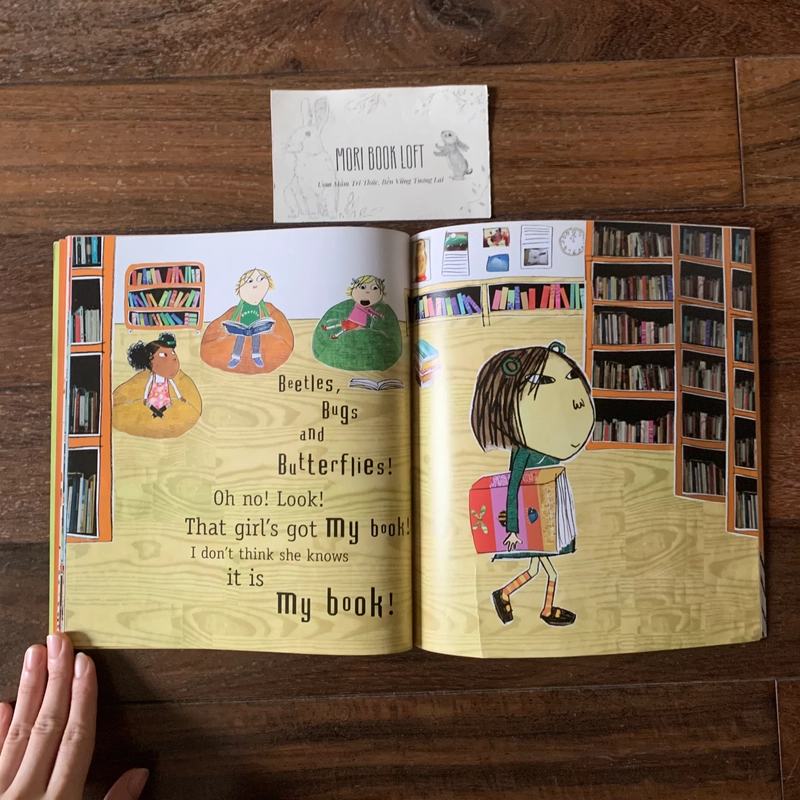 MORI BOOK LOFT
Ươm Mầm Tri Thức, Bền Vững Tương Lai
Beetles,
Bugs
and
Butterflies!
Oh no! Look!
That girl's got My book!
I don't think she knows
it is
My book!